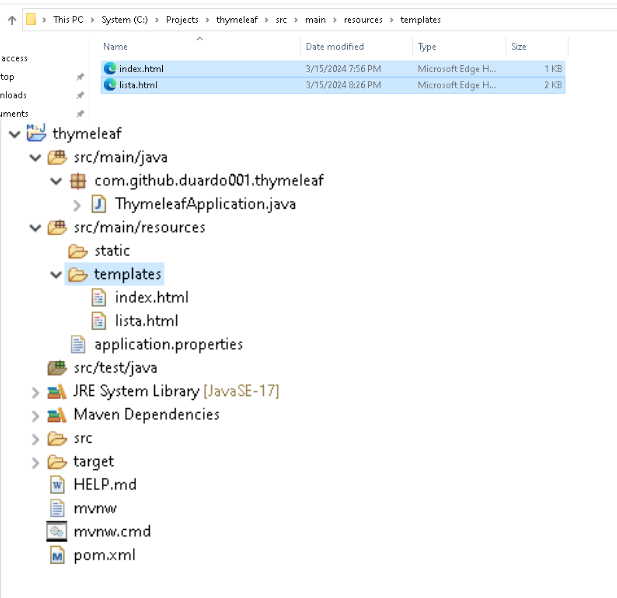 This PC > System (C:) > Projects > thymeleaf > src > main > resources > templates
Name Date modified Type Size
access
index.html 3/15/2024 7:56 PM Microsoft Edge H... 1 KB
top
lista.html 3/15/2024 8:26 PM Microsoft Edge H... 2 KB
nloads
uments
thymeleaf
src/main/java
com.github.duardo001.thymeleaf
ThymeleafApplication.java
src/main/resources
static
templates
index.html
lista.html
application.properties
src/test/java
JRE System Library [JavaSE-17]
Maven Dependencies
src
target
HELP.md
mvnw
mvnw.cmd
pom.xml